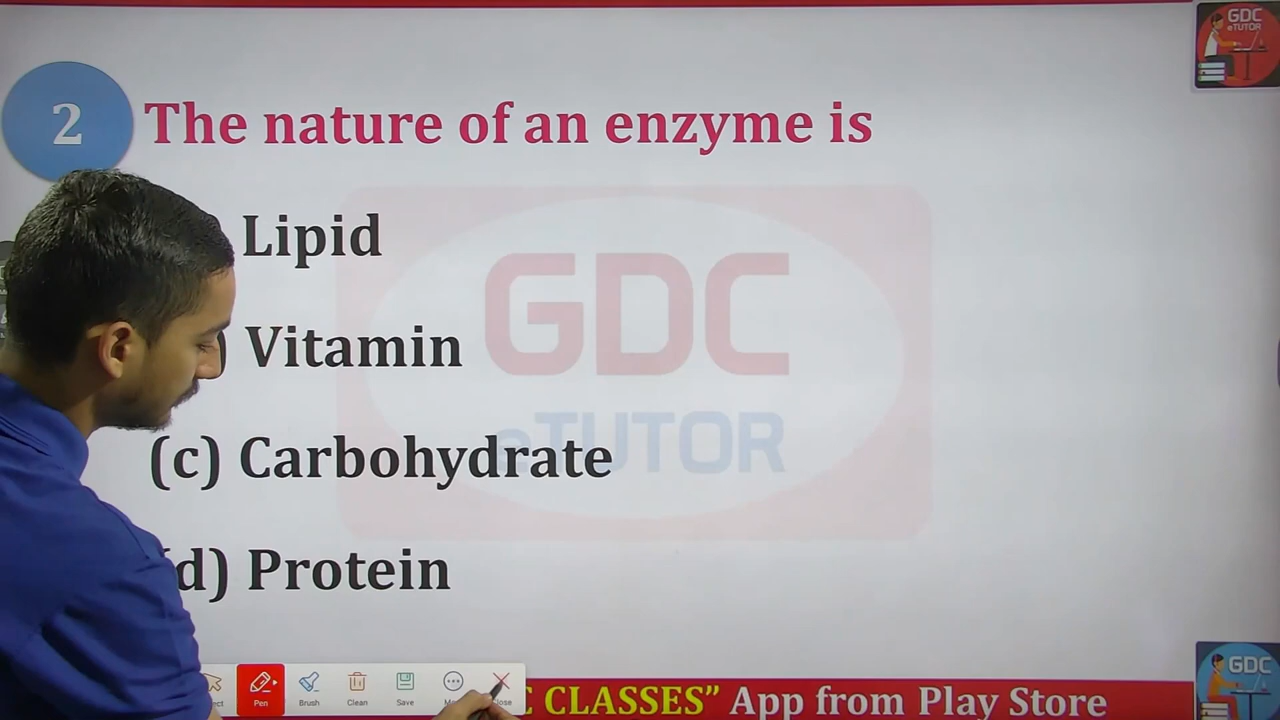 GDC
eTUTOR
2
The nature of an enzyme is
Lipid
) Vitamin
(c) Carbohydrate
(d) Protein
GDC
eTUTOR
Pen
Brush
Clean
Save
CLASSES” App from Play Store
GDC